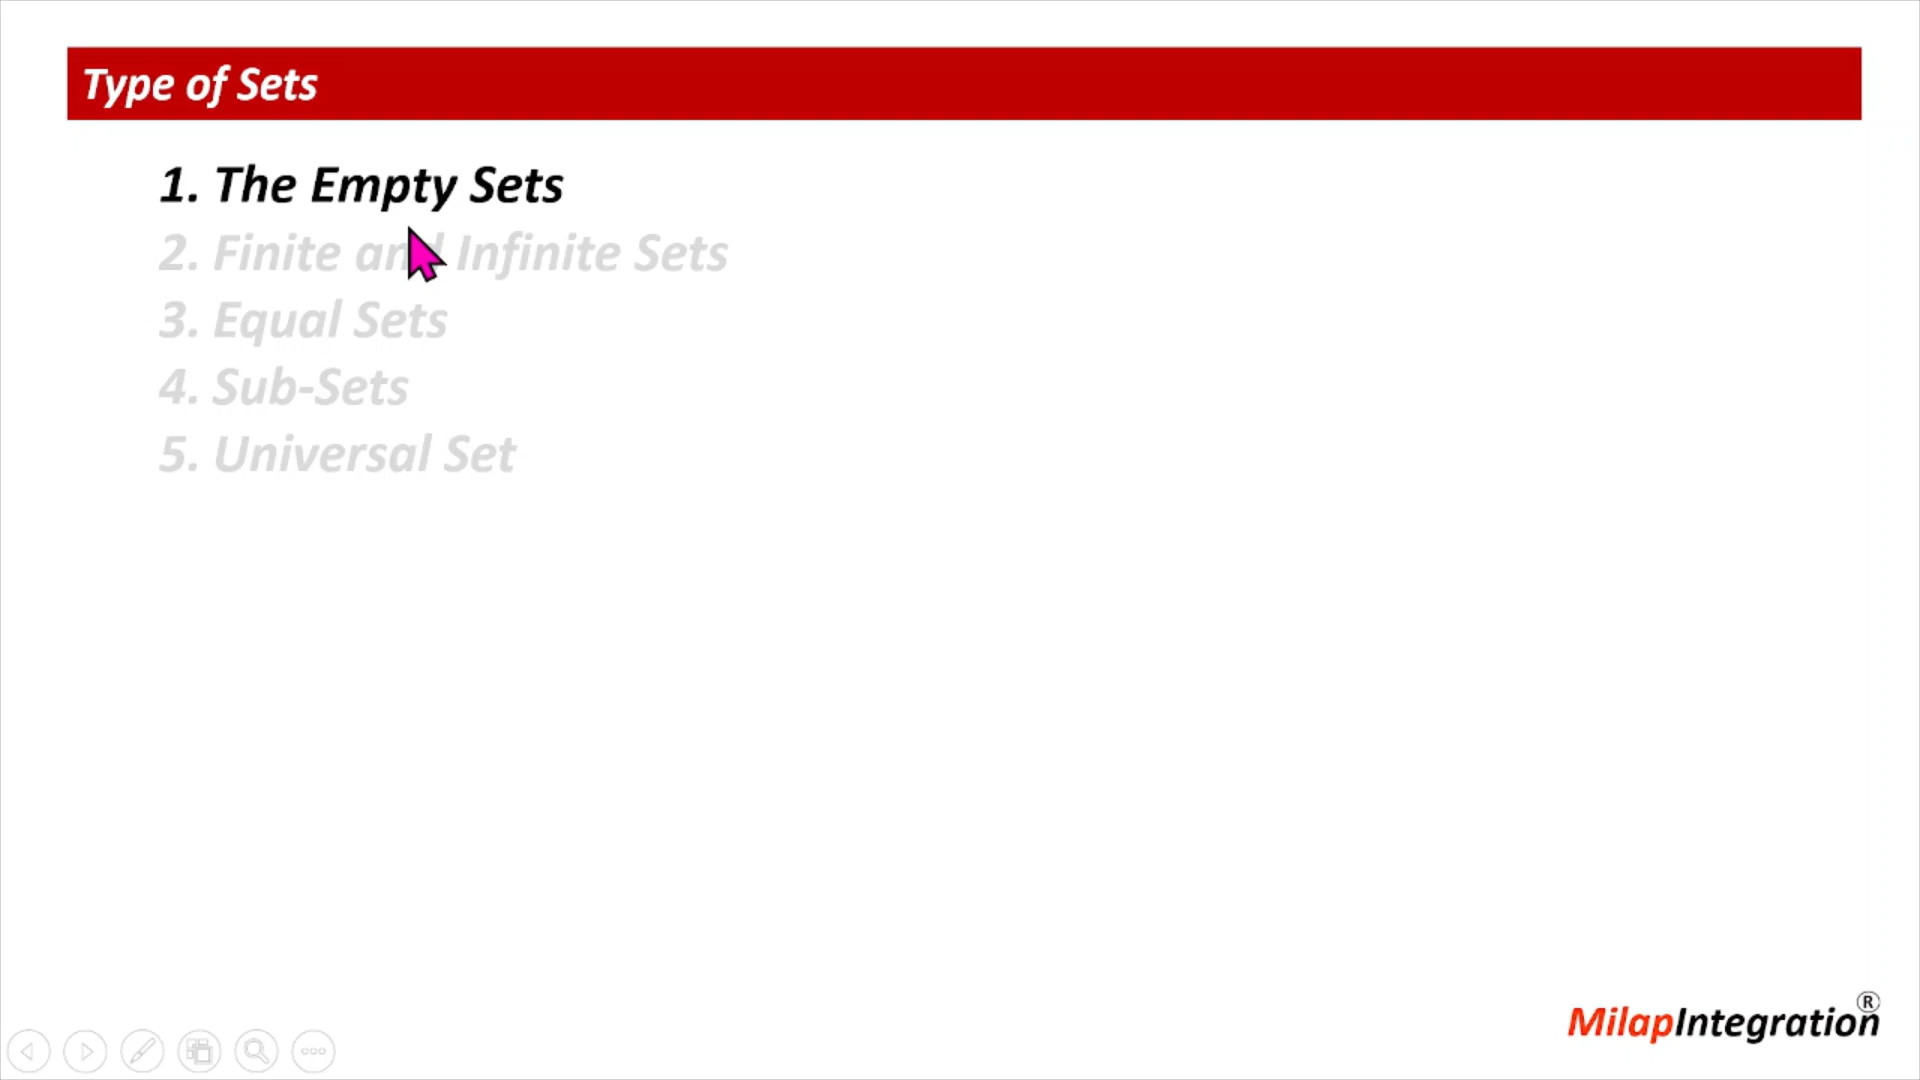 Type of Sets
1. The Empty Sets
2. Finite and Infinite Sets
3. Equal Sets
4. Sub-Sets
5. Universal Set
MilapIntegration®